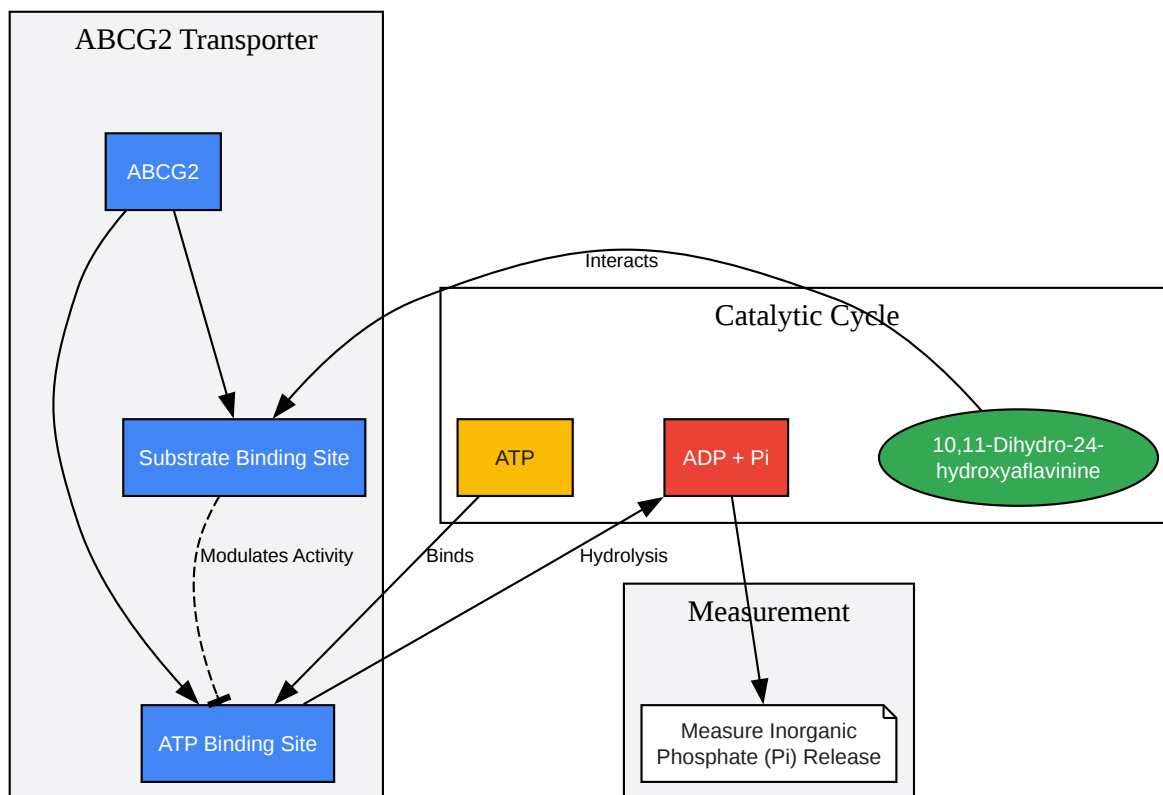 ABCG2 Transporter
ABCG2
Interacts
Catalytic Cycle
Substrate Binding Site
ATP
ADP + Pi
10,11-Dihydro-24-
hydroxyaflavinine
Modulates Activity
Binds
Hydrolysis
Measurement
ATP Binding Site
Measure Inorganic
Phosphate (Pi) Release